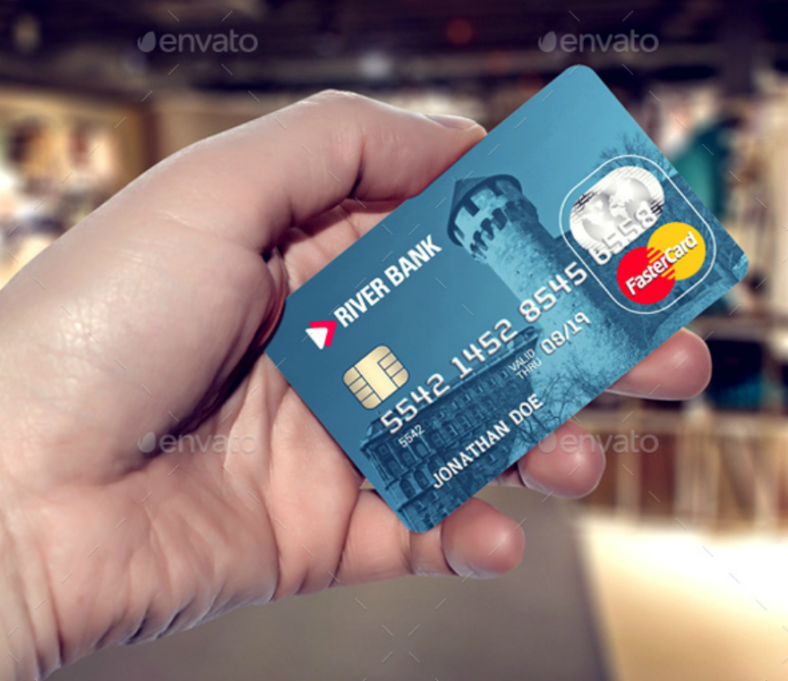 envato envato
RIVER BANK
FasterCard
5542 1452 8545 6558
5542
VALID
THRU 08/19
JONATHAN DOE
envato envato